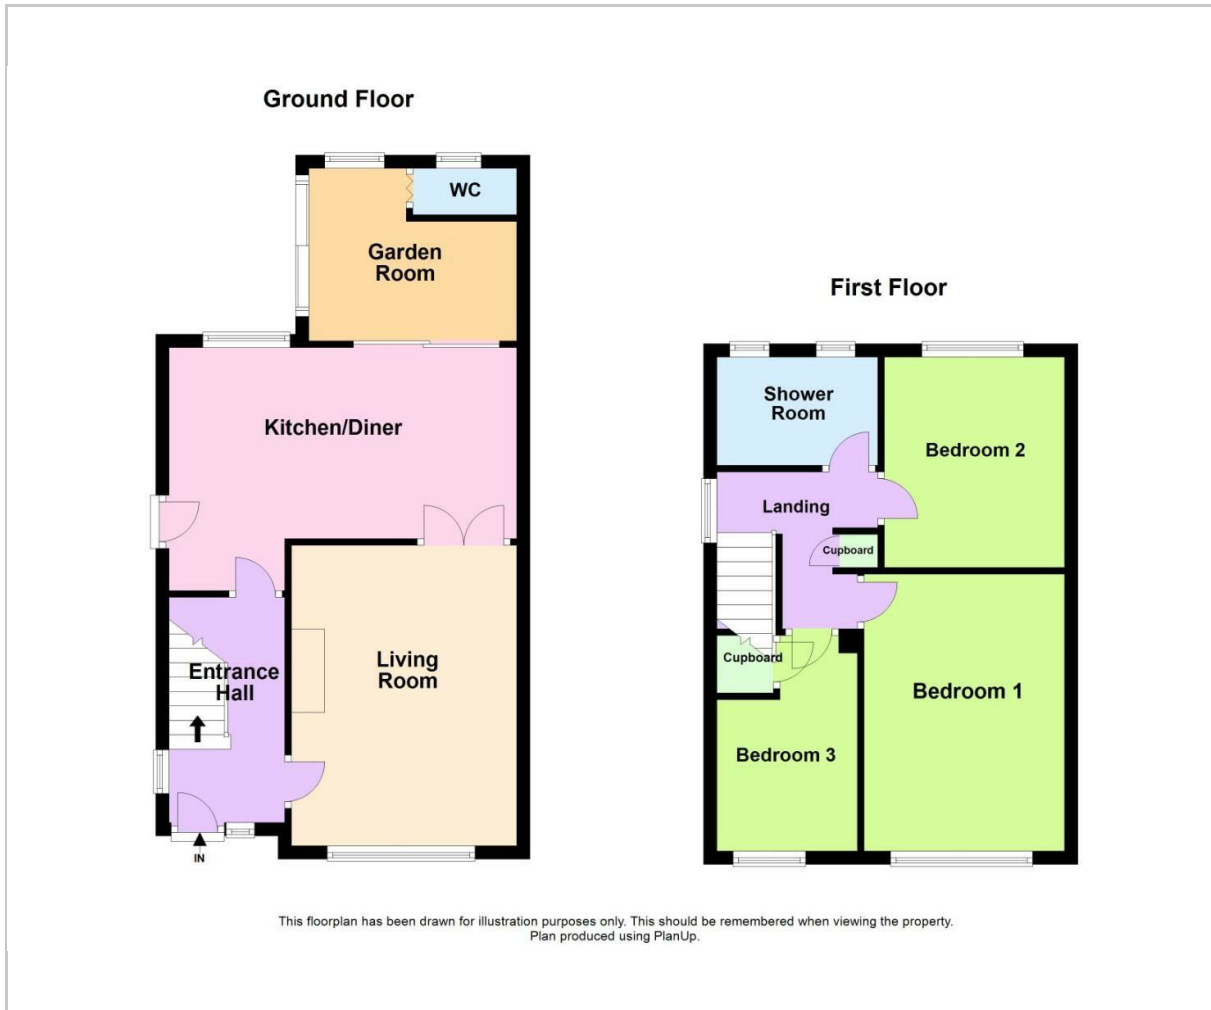 Ground Floor
WC
Garden
Room
Kitchen/Diner
Entrance
Hall
Living
Room
IN
First Floor
Shower
Room
Bedroom 2
Landing
Cupboard
Cupboard
Bedroom 1
Bedroom 3
This floorplan has been drawn for illustration purposes only. This should be remembered when viewing the property.
Plan produced using PlanUp.